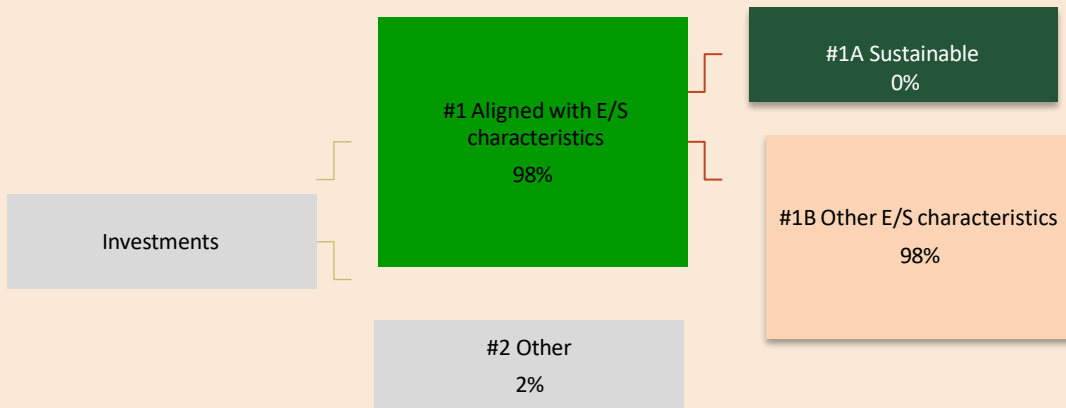 Investments
#1 Aligned with E/S
characteristics
98%
#2 Other
2%
#1A Sustainable
0%
#1B Other E/S characteristics
98%